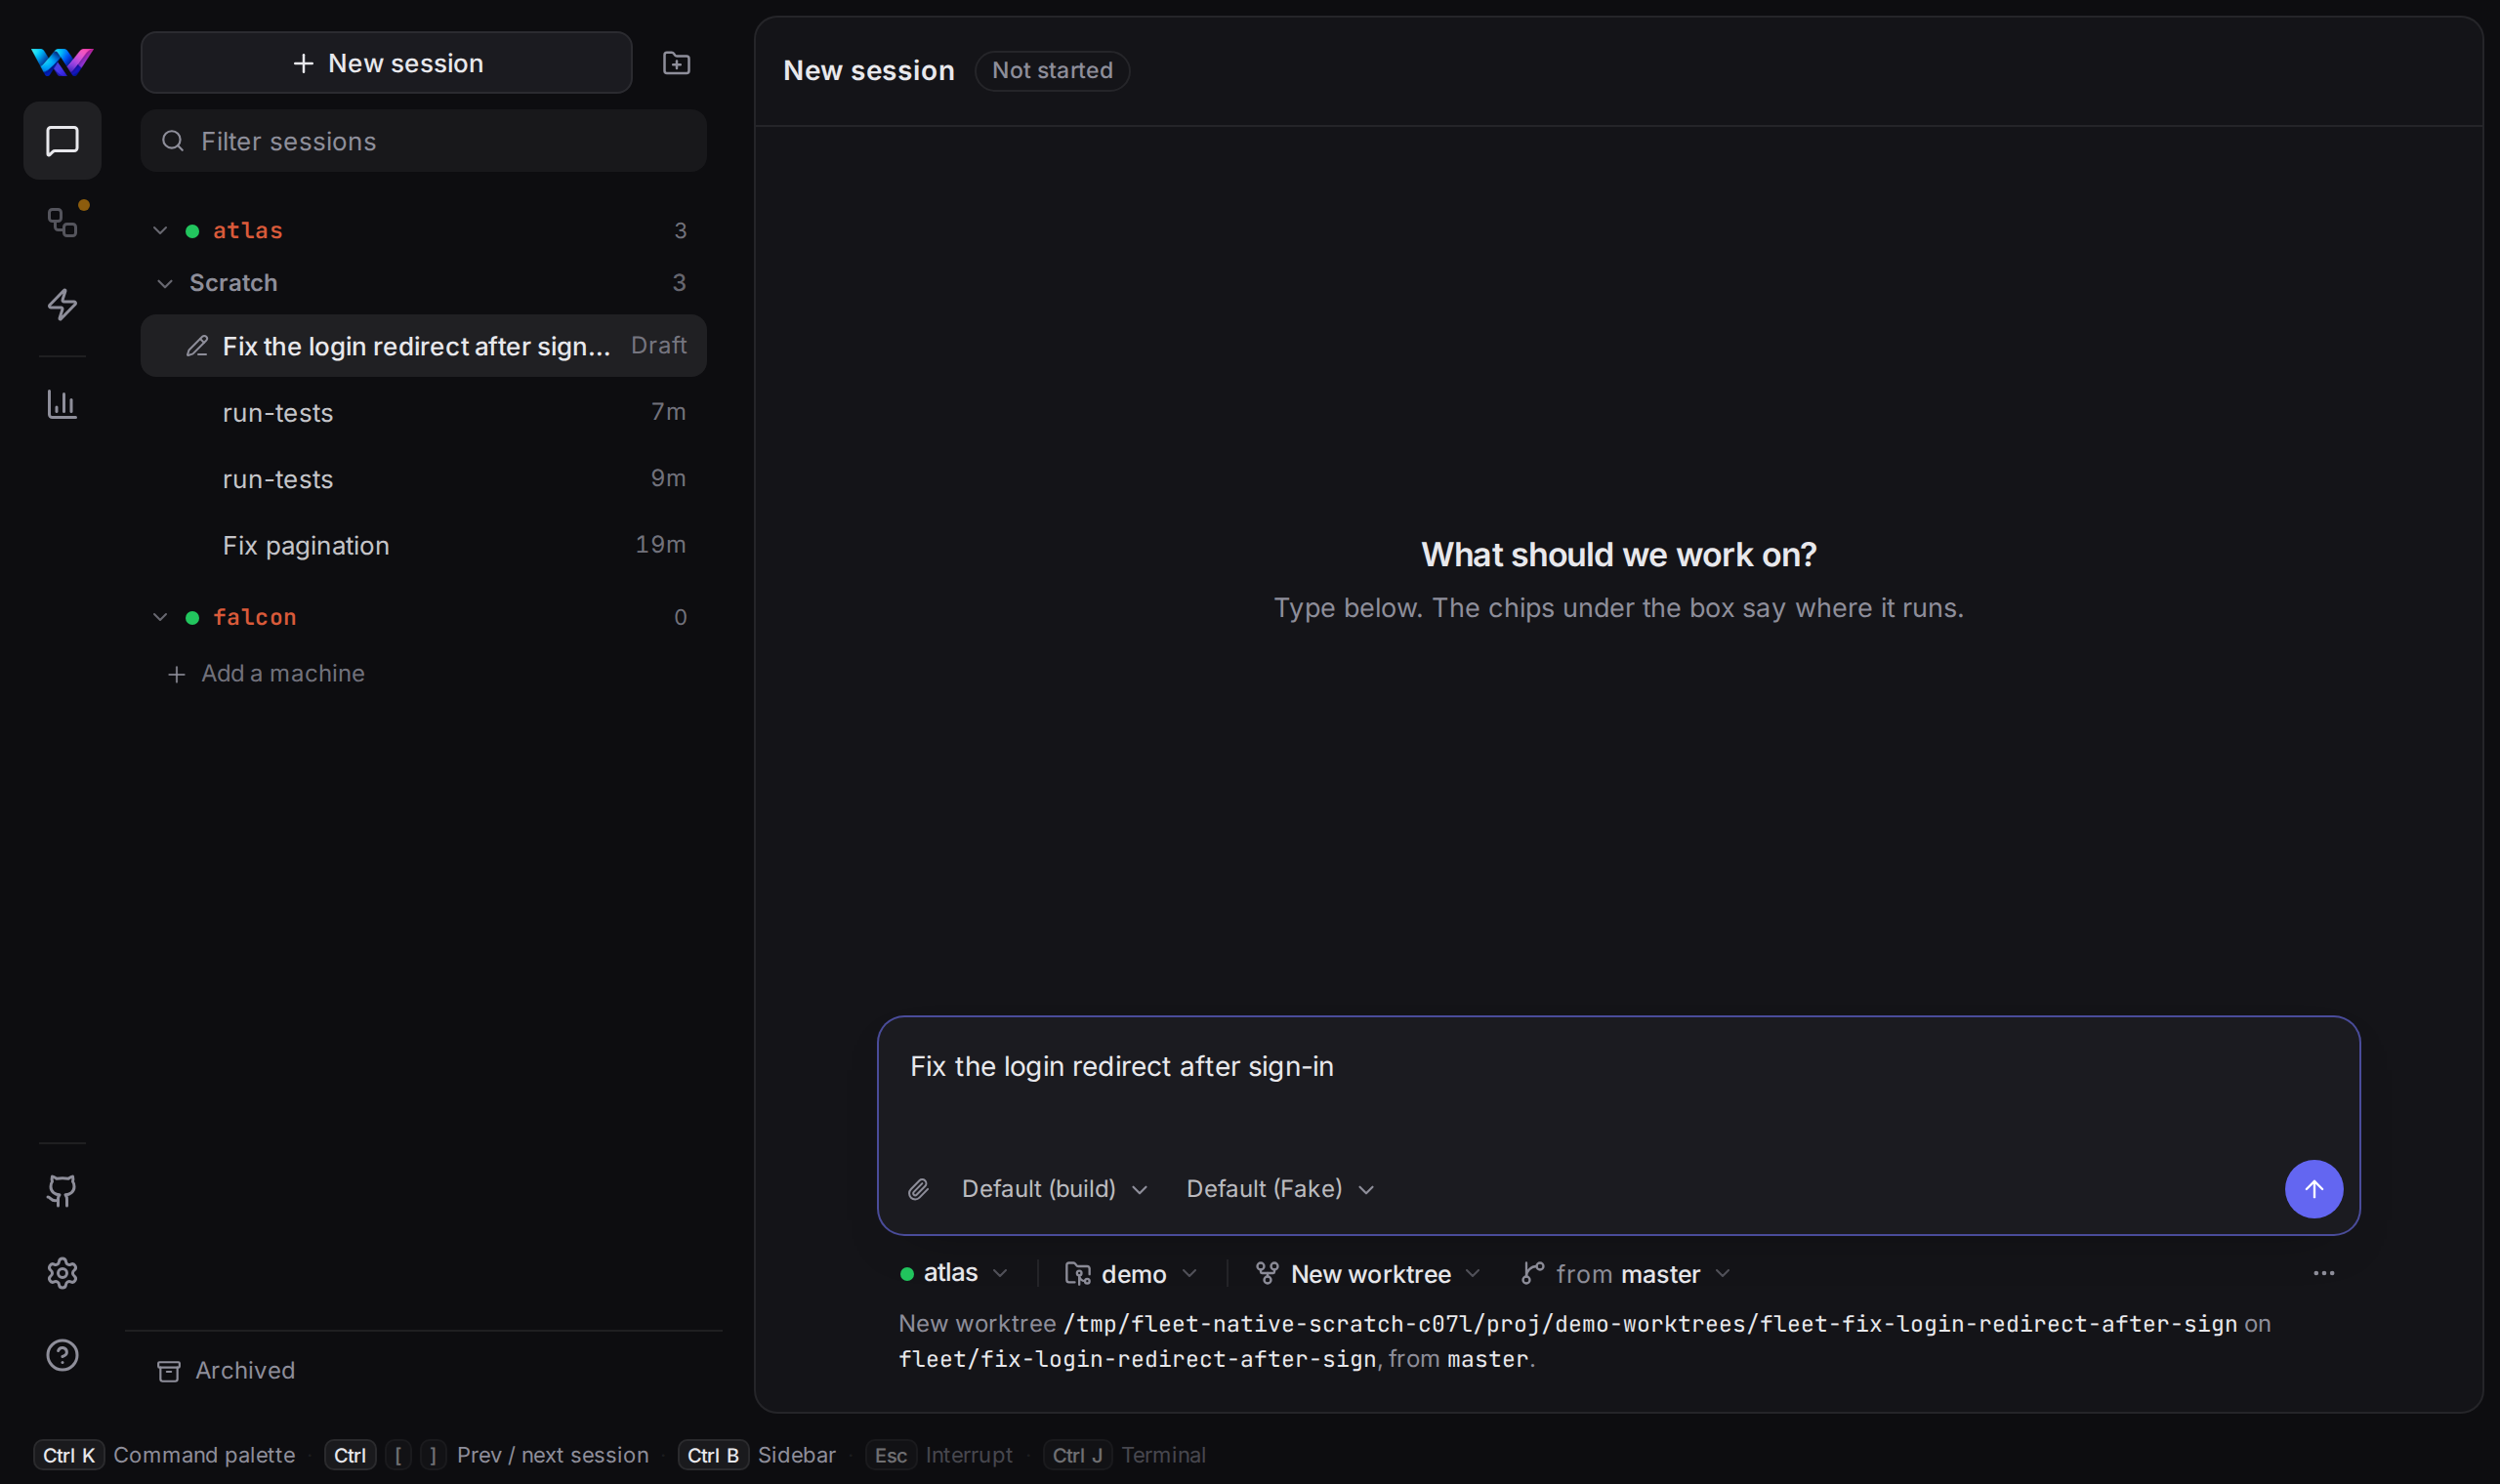 New session
Filter sessions
atlas 3
Scratch 3
Fix the login redirect after sign... Draft
run-tests 7m
run-tests 9m
Fix pagination 19m
falcon 0
Add a machine
Archived
New session Not started
What should we work on?
Type below. The chips under the box say where it runs.
Fix the login redirect after sign-in
Default (build) Default (Fake)
atlas demo New worktree from master
New worktree /tmp/fleet-native-scratch-c07l/proj/demo-worktrees/fleet-fix-login-redirect-after-sign on
fleet/fix-login-redirect-after-sign, from master.
Ctrl K Command palette · Ctrl [ ] Prev / next session · Ctrl B Sidebar · Esc Interrupt · Ctrl J Terminal